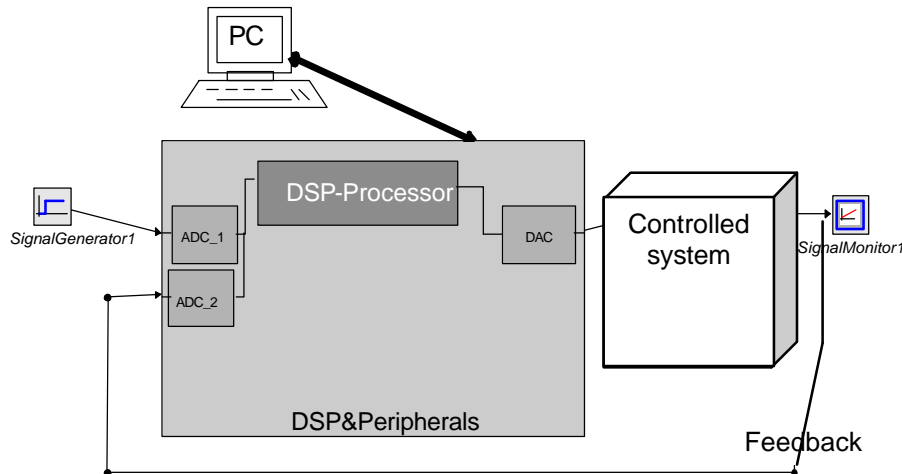 PC
DSP-Processor
SignalGenerator1
ADC_1
ADC_2
DAC
Controlled
system
SignalMonitor1
DSP&Peripherals
Feedback